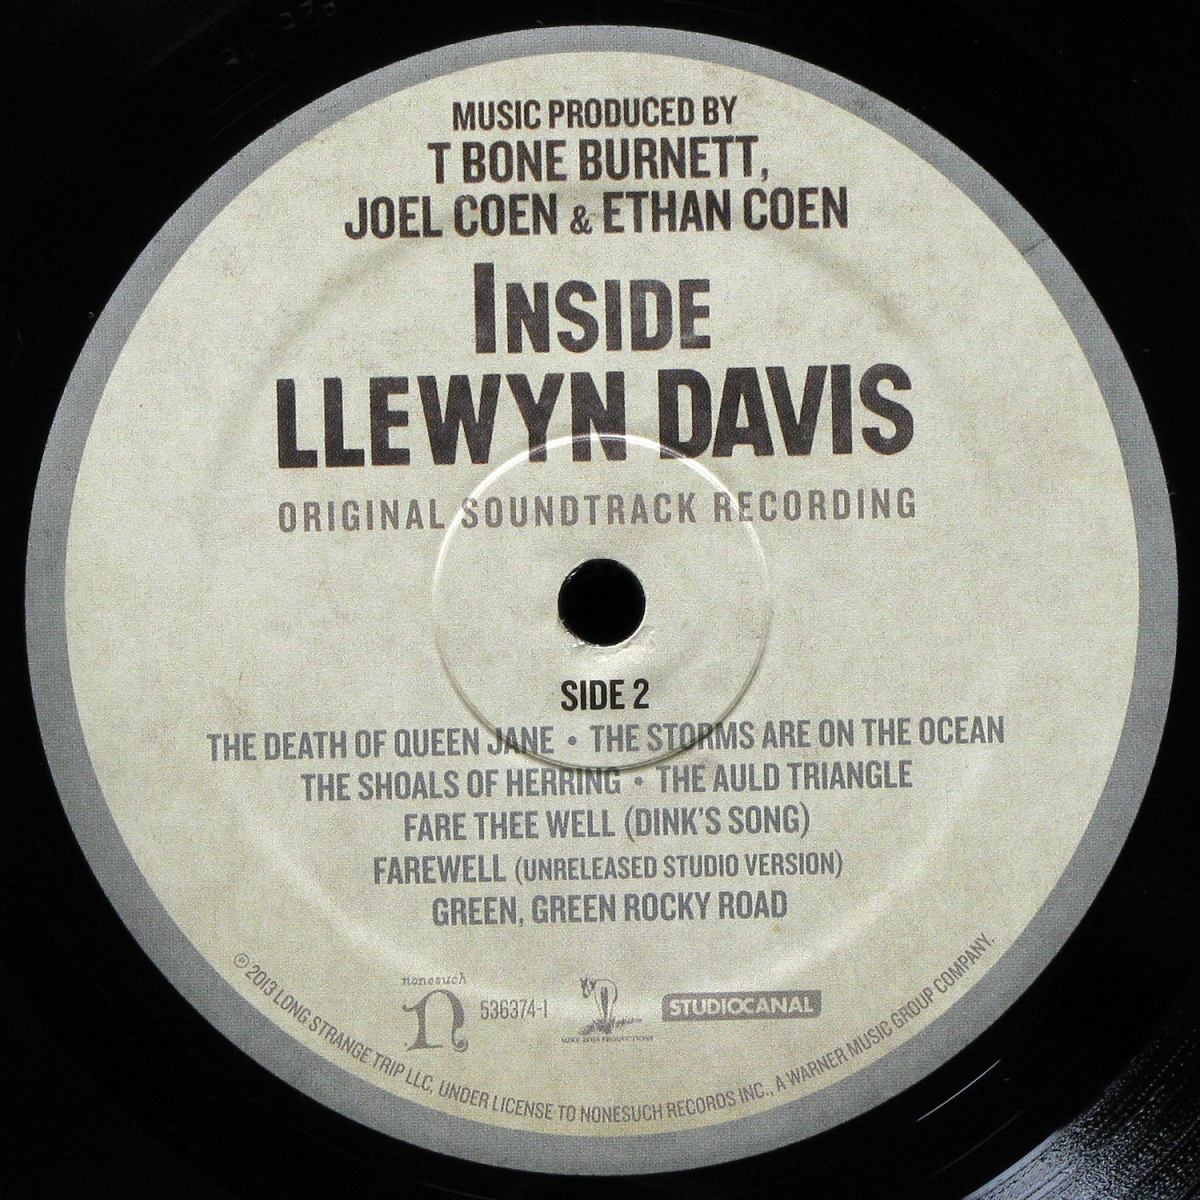 MUSIC PRODUCED BY
T BONE BURNETT,
JOEL COEN & ETHAN COEN
INSIDE
LLEWYN DAVIS
ORIGINAL SOUNDTRACK RECORDING
SIDE 2
THE DEATH OF QUEEN JANE • THE STORMS ARE ON THE OCEAN
THE SHOALS OF HERRING • THE AULD TRIANGLE
FARE THEE WELL (DINK'S SONG)
FAREWELL (UNRELEASED STUDIO VERSION)
GREEN, GREEN ROCKY ROAD
nonesuch
n
536374-1
MIKE ZOSS PRODUCTIONS
STUDIOCANAL
℗ 2013 LONG STRANGE TRIP LLC, UNDER LICENSE TO NONESUCH RECORDS INC., A WARNER MUSIC GROUP COMPANY.